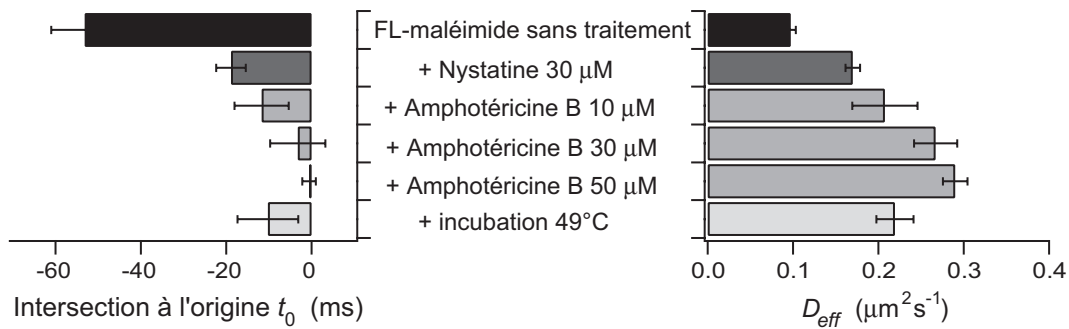 FL-maléimide sans traitement
+ Nystatine 30 μM
+ Amphotéricine B 10 μM
+ Amphotéricine B 30 μM
+ Amphotéricine B 50 μM
+ incubation 49°C
-60 -40 -20 0
Intersection à l'origine t₀ (ms)
0.0 0.1 0.2 0.3 0.4
D_eff (μm²s⁻¹)